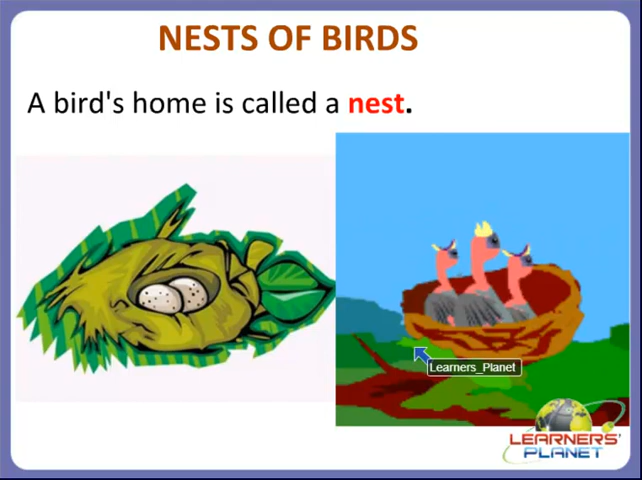 NESTS OF BIRDS
A bird's home is called a nest.
Learners_Planet
LEARNERS'
PLANET